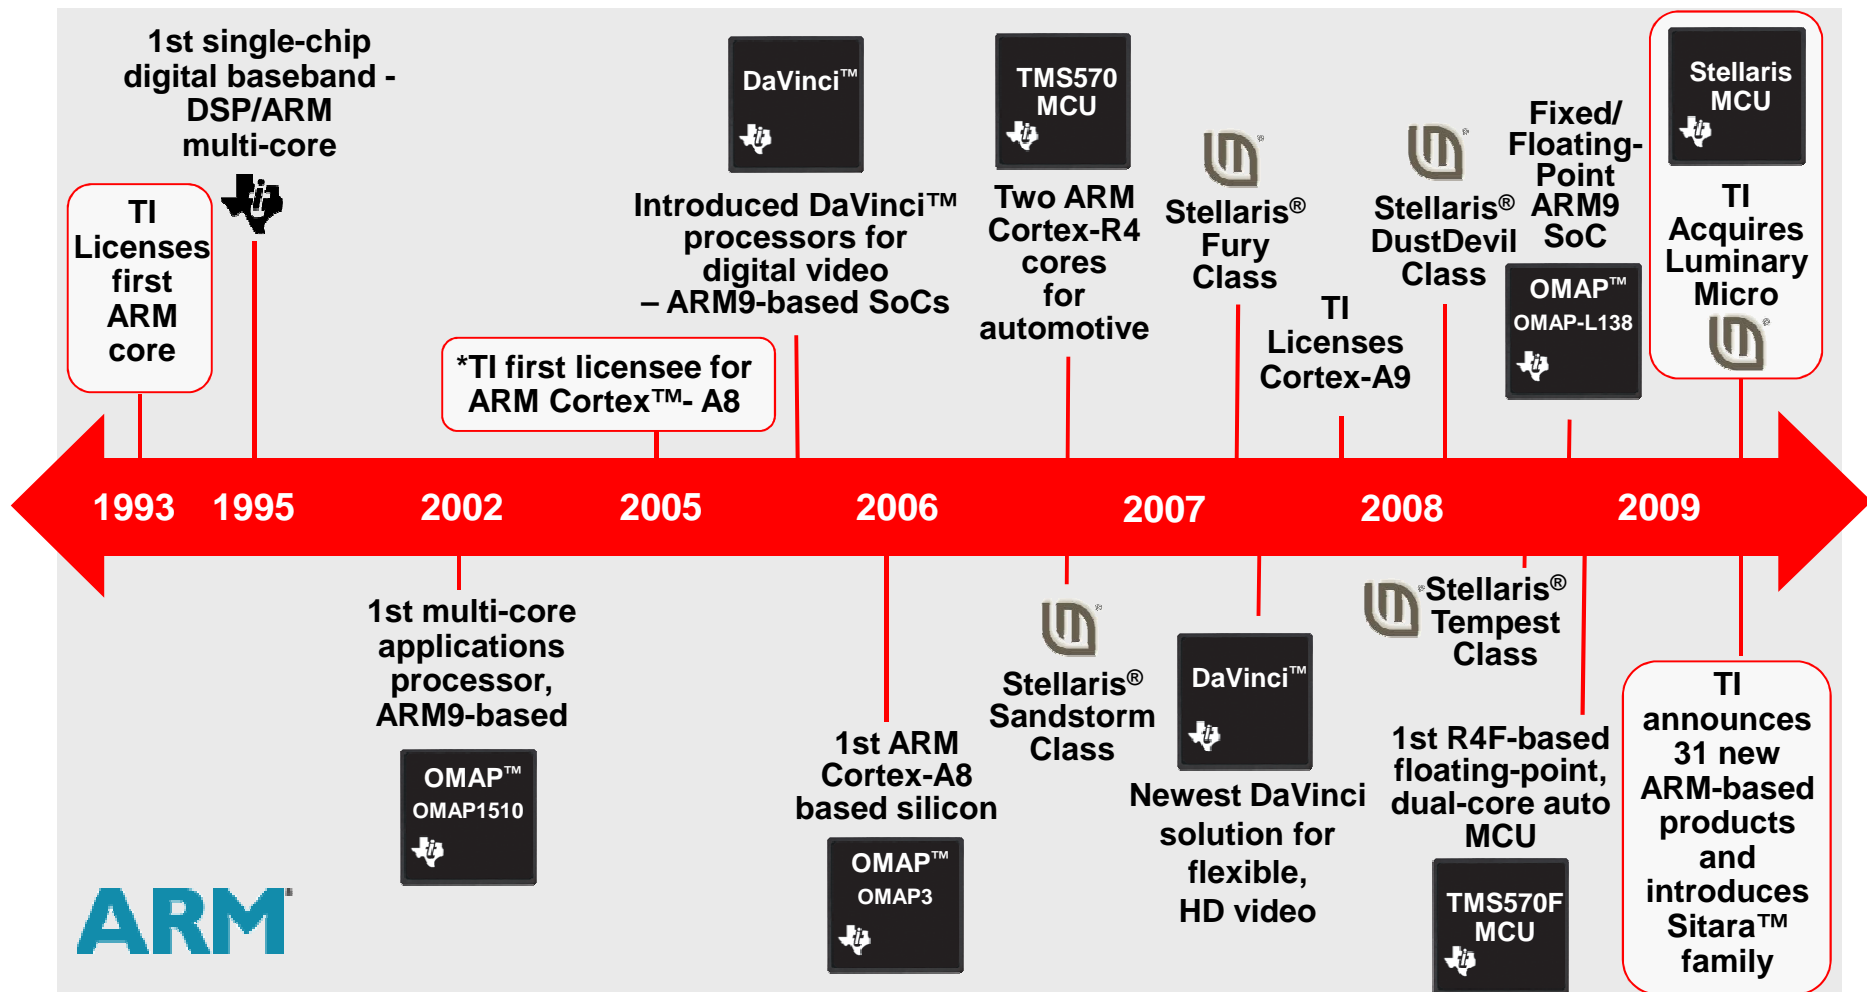 1st single-chip
digital baseband -
DSP/ARM
multi-core
TI
Licenses
first
ARM
core
*TI first licensee for
ARM Cortex™- A8
DaVinci™
Introduced DaVinci™
processors for
digital video
– ARM9-based SoCs
TMS570
MCU
Two ARM
Cortex-R4
cores
for
automotive
Stellaris®
Fury
Class
TI
Licenses
Cortex-A9
Stellaris®
DustDevil
Class
Fixed/
Floating-
Point
ARM9
SoC
OMAP™
OMAP-L138
Stellaris
MCU
TI
Acquires
Luminary
Micro
1993 1995 2002 2005 2006 2007 2008 2009
1st multi-core
applications
processor,
ARM9-based
OMAP™
OMAP1510
1st ARM
Cortex-A8
based silicon
OMAP™
OMAP3
Stellaris®
Sandstorm
Class
DaVinci™
Newest DaVinci
solution for
flexible,
HD video
Stellaris®
Tempest
Class
1st R4F-based
floating-point,
dual-core auto
MCU
TMS570F
MCU
TI
announces
31 new
ARM-based
products
and
introduces
Sitara™
family
ARM®